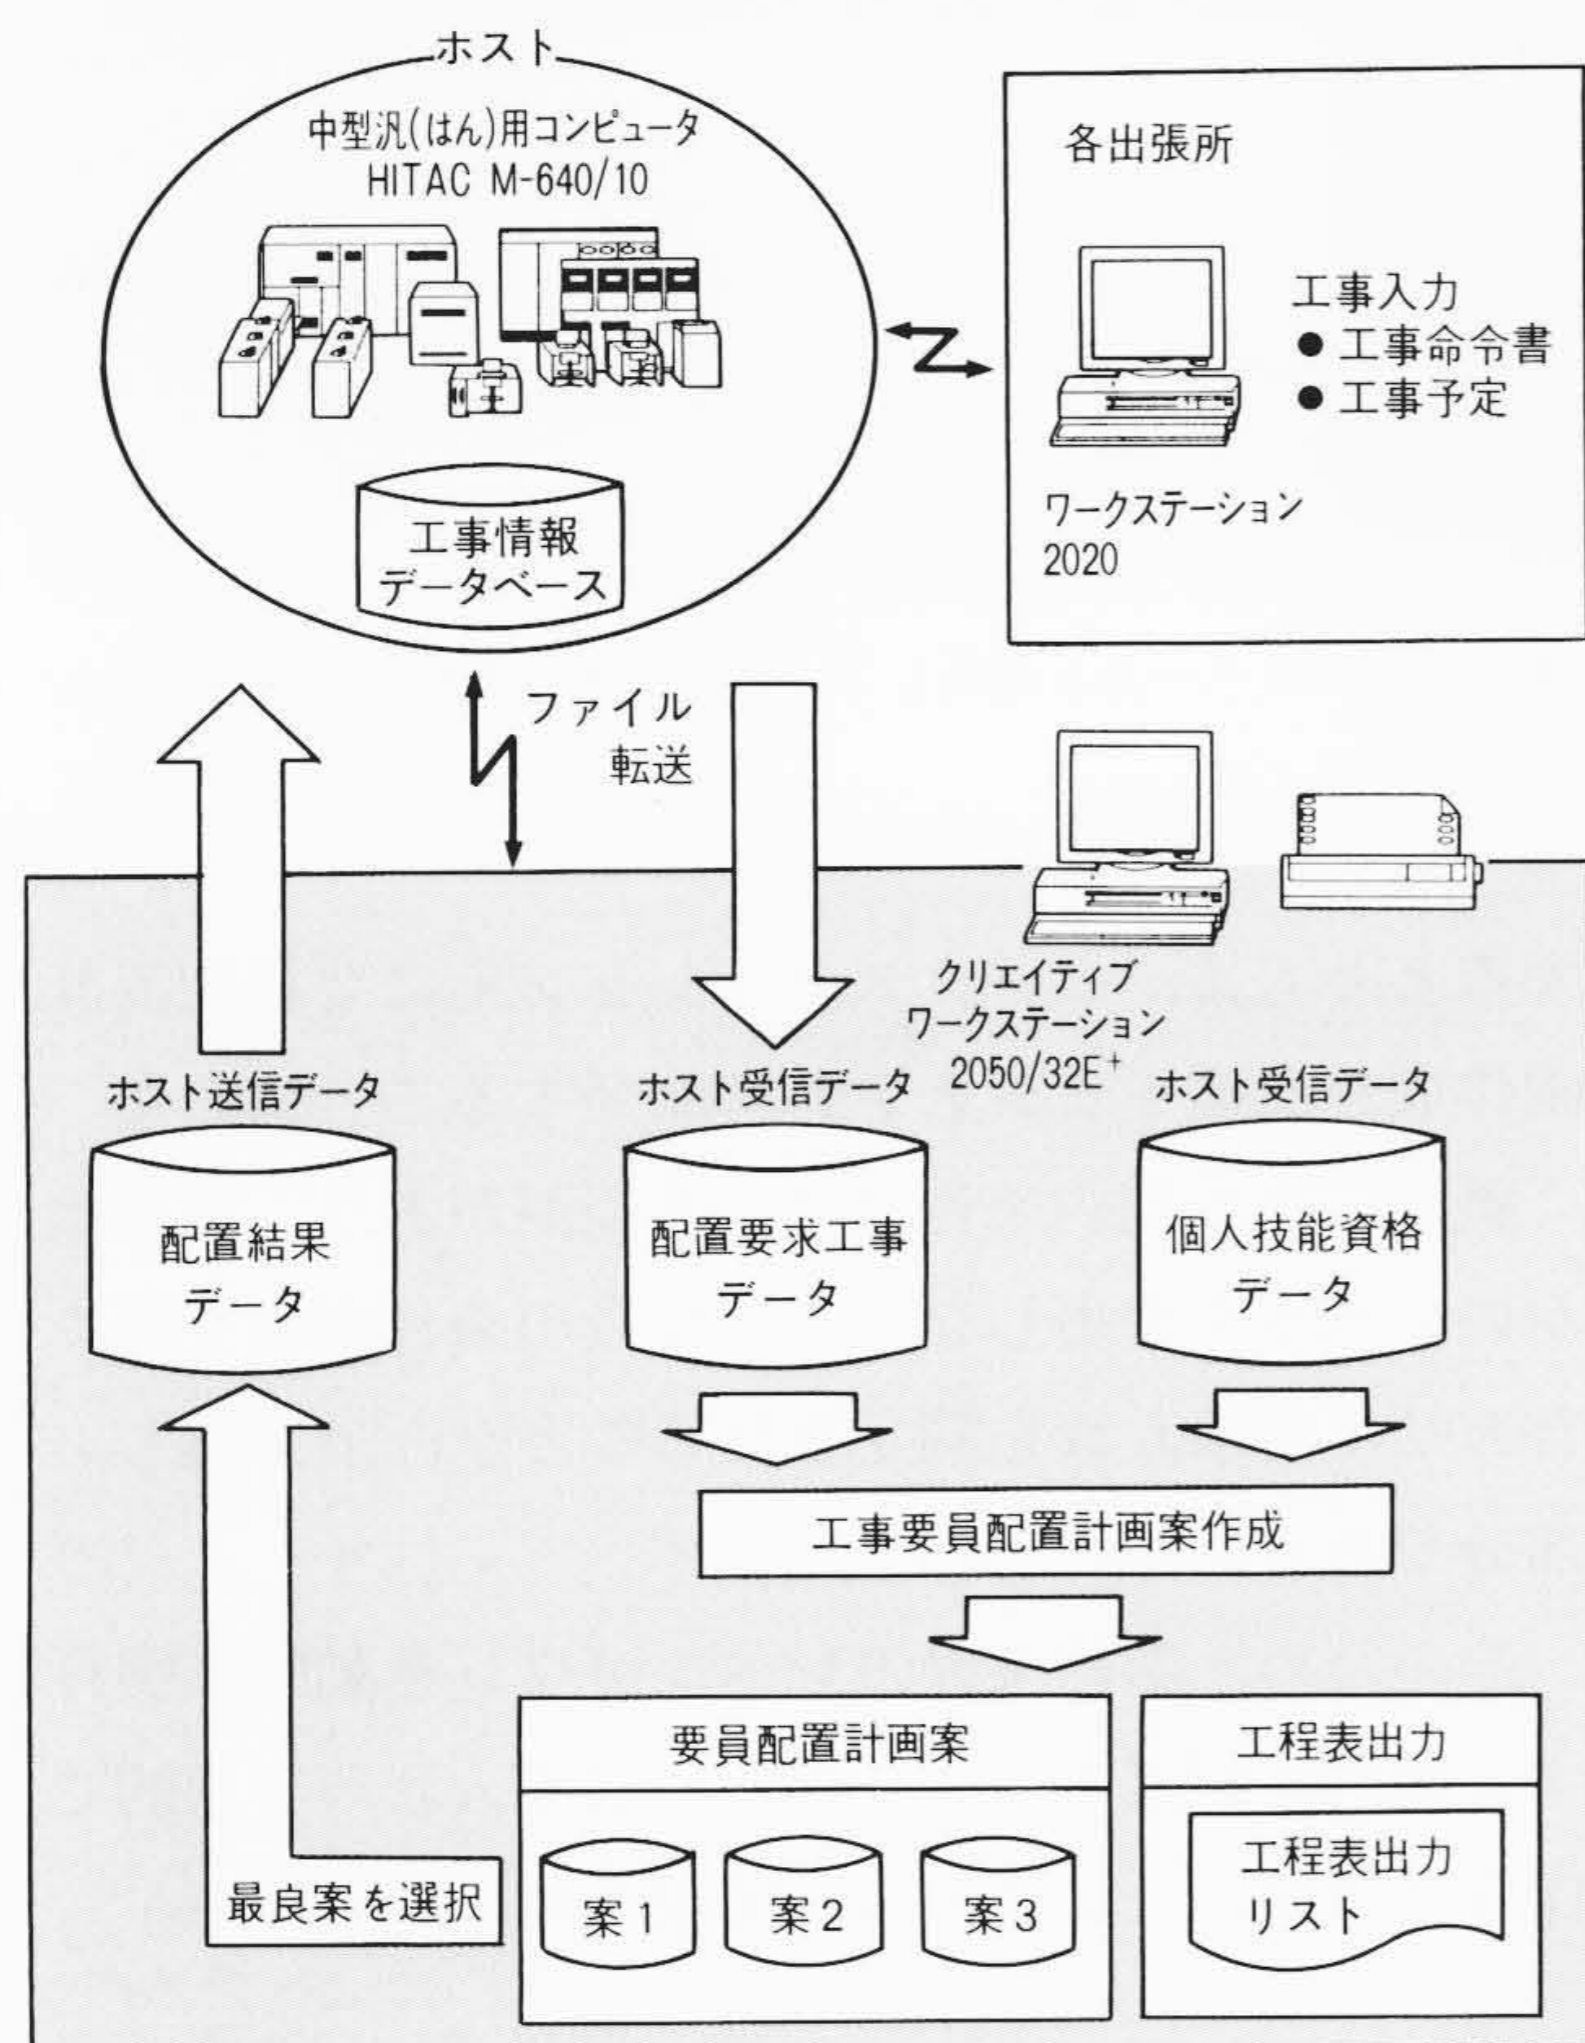 ホスト
中型汎(はん)用コンピュータ
HITAC M-640/10
工事情報
データベース
各出張所
工事入力
● 工事命令書
● 工事予定
ワークステーション
2020
ファイル
転送
クリエイティブ
ワークステーション
2050/32E⁺
ホスト送信データ
ホスト受信データ
ホスト受信データ
配置結果
データ
配置要求工事
データ
個人技能資格
データ
工事要員配置計画案作成
要員配置計画案
工程表出力
案1
案2
案3
工程表出力
リスト
最良案を選択